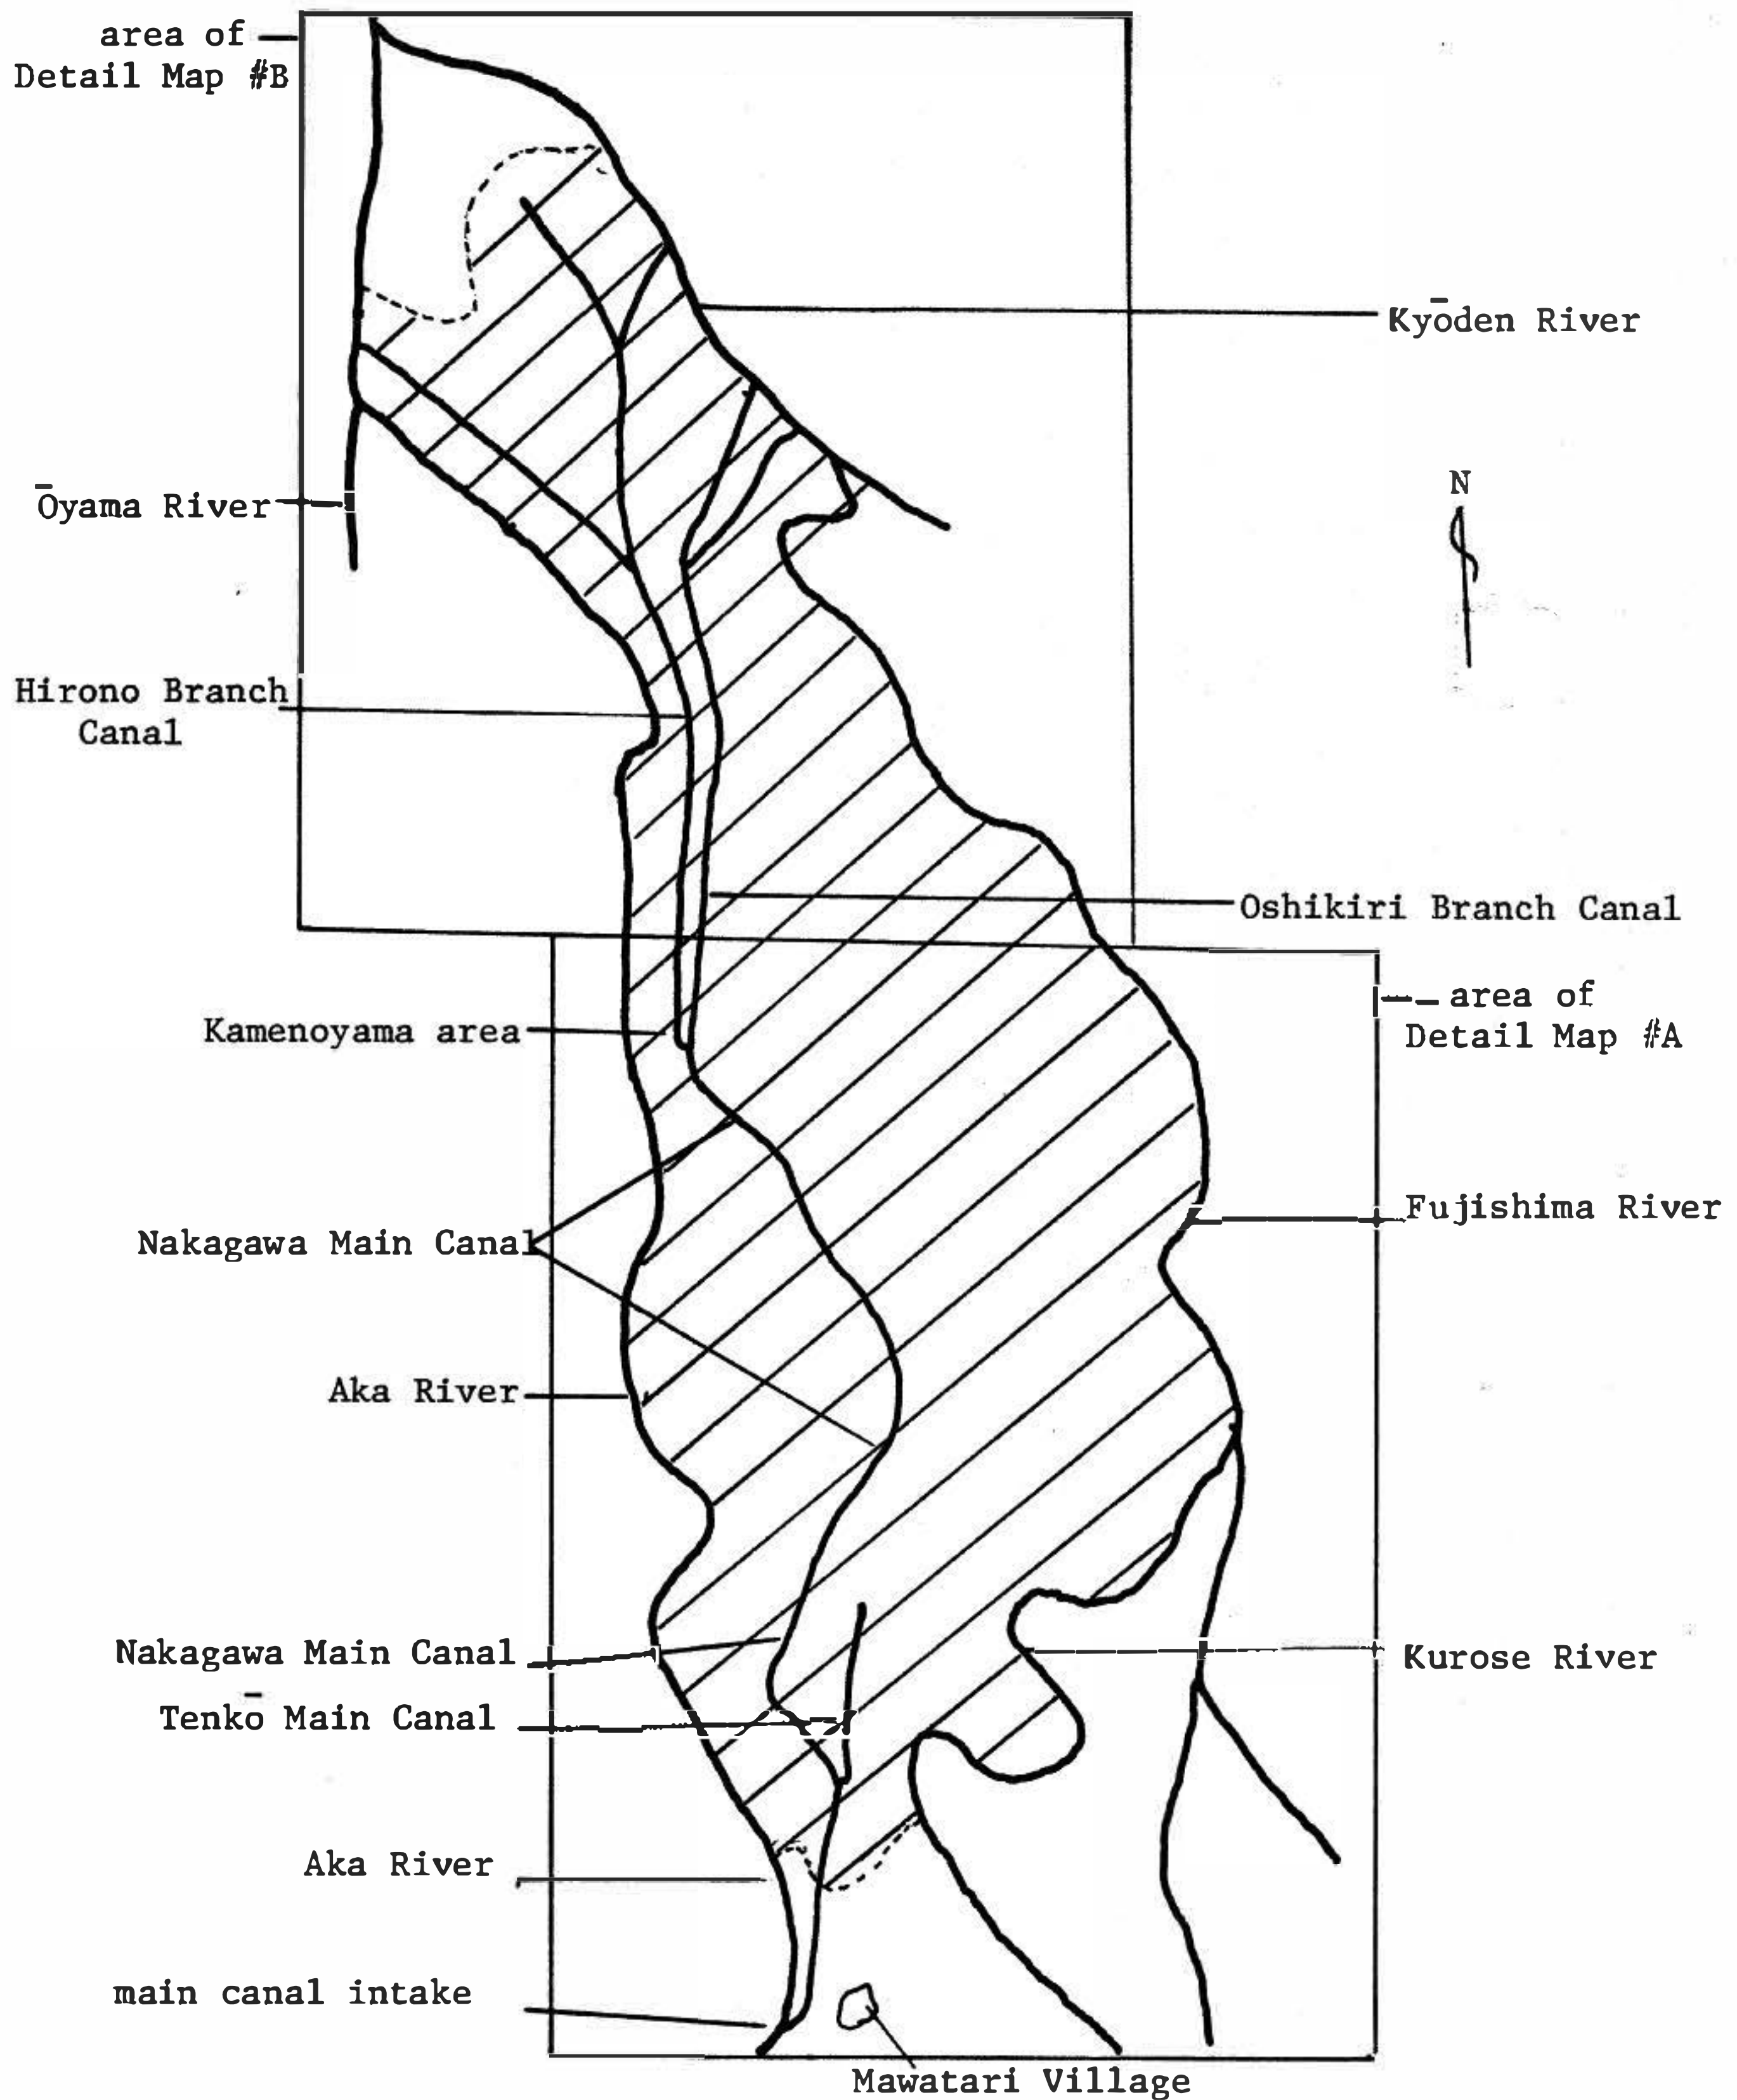 area of
Detail Map #B
Kyōden River
Ōyama River
N
Hirono Branch
Canal
Oshikiri Branch Canal
area of
Detail Map #A
Kamenoyama area
Fujishima River
Nakagawa Main Canal
Aka River
Nakagawa Main Canal
Kurose River
Tenkō Main Canal
Aka River
main canal intake
Mawatari Village